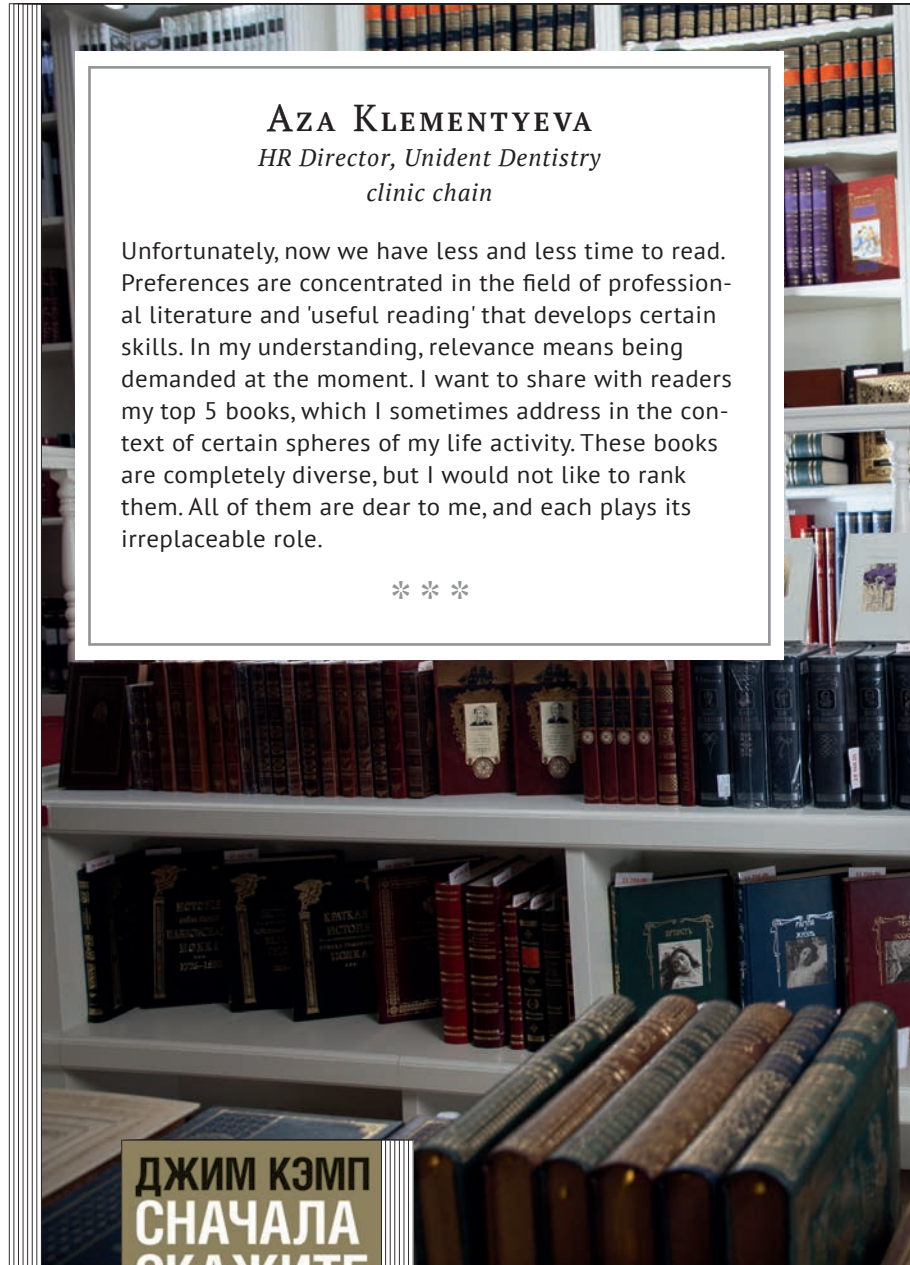 Aza Klementyeva
HR Director, Unident Dentistry
clinic chain
Unfortunately, now we have less and less time to read.
Preferences are concentrated in the field of profession-
al literature and 'useful reading' that develops certain
skills. In my understanding, relevance means being
demanded at the moment. I want to share with readers
my top 5 books, which I sometimes address in the con-
text of certain spheres of my life activity. These books
are completely diverse, but I would not like to rank
them. All of them are dear to me, and each plays its
irreplaceable role.
***
КРАТКАЯ
ИСТОРІЯ
ПОЛКА
АРТИСТЪ
ДЖИМ КЭМП
СНАЧАЛА
СКАЖИТЕ